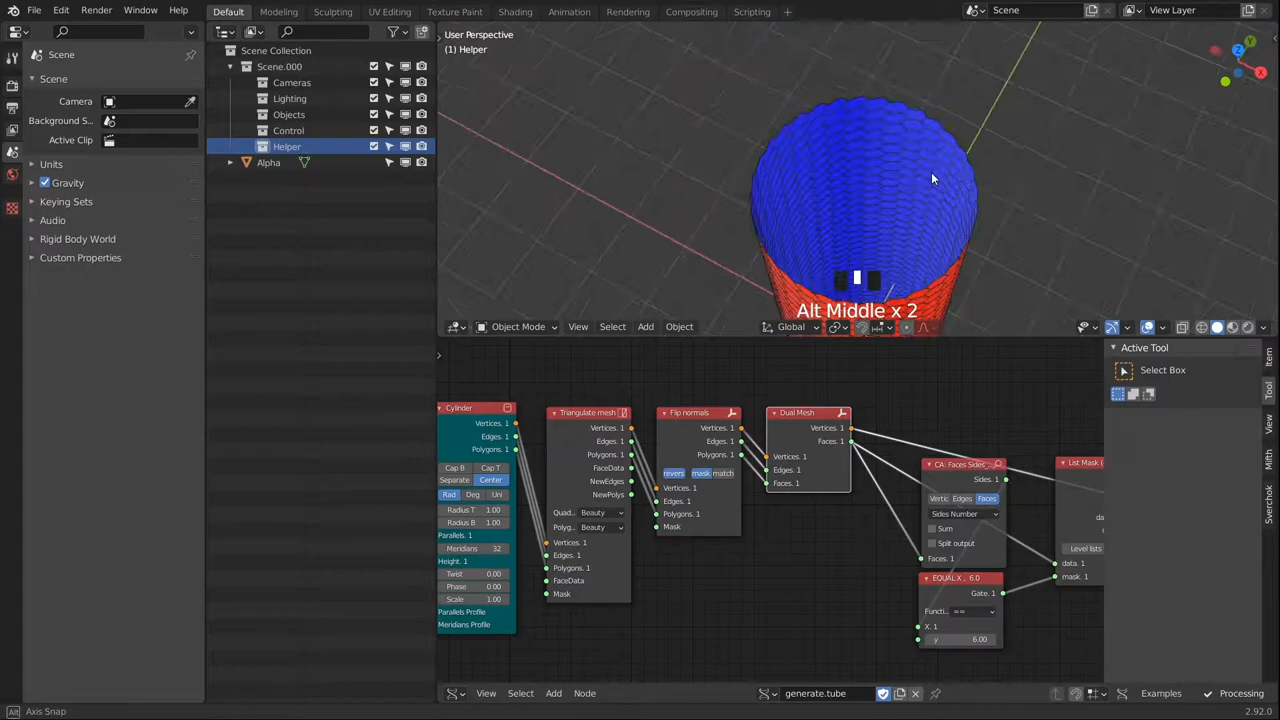 File Edit Render Window Help
Default Modeling Sculpting UV Editing Texture Paint Shading Animation Rendering Compositing Scripting +
Scene
View Layer
Scene
Scene
Camera
Background S...
Active Clip
Units
Gravity
Keying Sets
Audio
Rigid Body World
Custom Properties
Scene Collection
Scene.000
Cameras
Lighting
Objects
Control
Helper
Alpha
User Perspective
(1) Helper
Alt Middle x 2
Object Mode View Select Add Object Global
Cylinder
Vertices. 1
Edges. 1
Polygons. 1
Cap B Cap T
Separate Center
Rad Deg Uni
Radius T 1.00
Radius B 1.00
Parallels. 1
Meridians 32
Height. 1
Twist 0.00
Phase 0.00
Scale 1.00
Parallels Profile
Meridians Profile
Triangulate mesh
Vertices. 1
Edges. 1
Polygons. 1
FaceData
NewEdges
NewPolys
Quad.. Beauty
Polyg.. Beauty
Vertices. 1
Edges. 1
Polygons. 1
FaceData
Mask
Flip normals
Vertices. 1
Edges. 1
Polygons. 1
revers mask match
Vertices. 1
Edges. 1
Polygons. 1
Mask
Dual Mesh
Vertices. 1
Faces. 1
Vertices. 1
Edges. 1
Faces. 1
CA: Faces Sides
Sides. 1
Vertic Edges Faces
Sides Number
Sum
Split output
Faces. 1
EQUAL X , 6.0
Gate. 1
Functi.. ==
X. 1
y 6.00
List Mask (
da
Level lists
data. 1
mask. 1
Active Tool
Select Box
Item
Tool
View
Mith
Sverchok
View Select Add Node generate.tube Examples Processing
Axis Snap
2.92.0